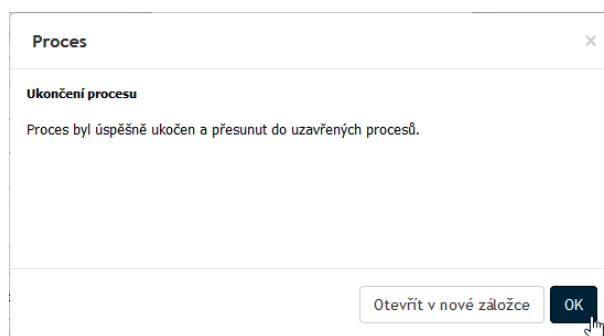 Proces
×
Ukončení procesu
Proces byl úspěšně ukočen a přesunut do uzavřených procesů.
Otevřít v nové záložce
OK